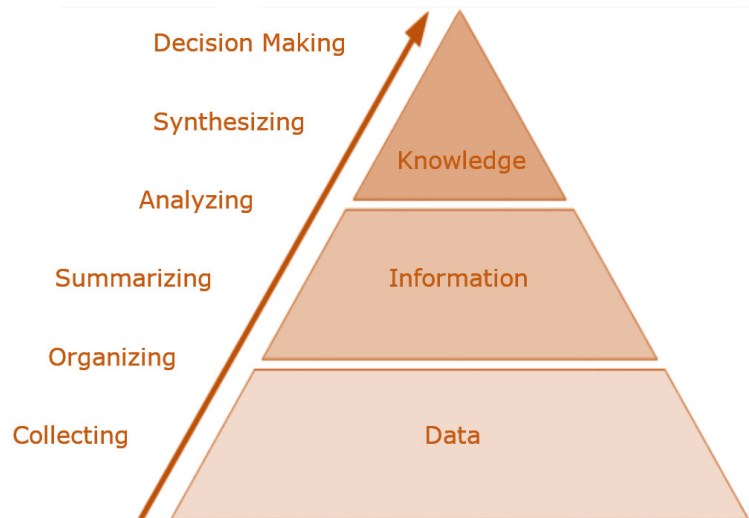 Decision Making
Synthesizing
Knowledge
Analyzing
Summarizing
Information
Organizing
Collecting
Data